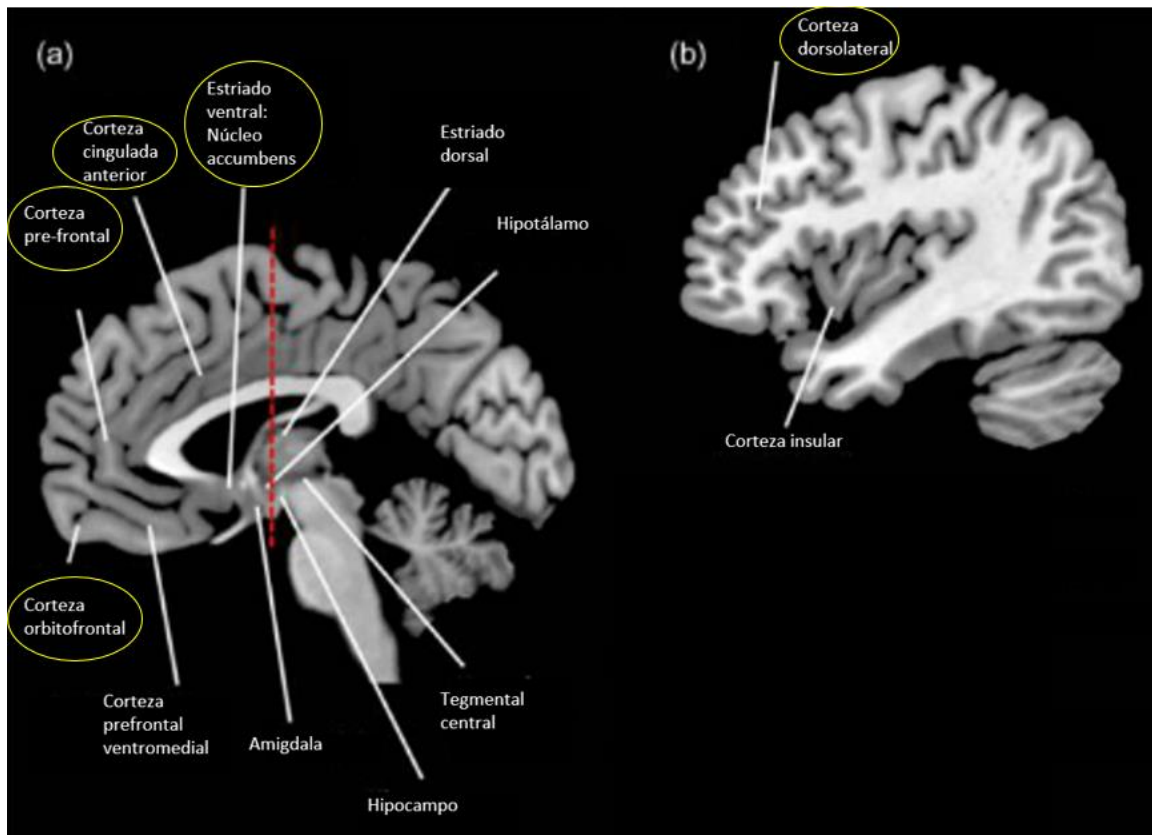 (a)
Estriado
ventral:
Núcleo
accumbens
Corteza
cingulada
anterior
Corteza
pre-frontal
Estriado
dorsal
Hipotálamo
Corteza
orbitofrontal
Corteza
prefrontal
ventromedial
Amigdala
Hipocampo
Tegmental
central
(b)
Corteza
dorsolateral
Corteza insular